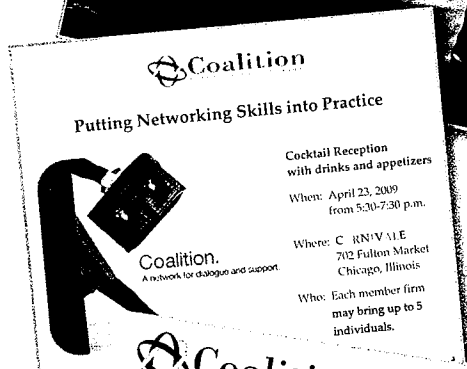 Coalition
Putting Networking Skills into Practice
Cocktail Reception
with drinks and appetizers
When: April 23, 2009
from 5:30-7:30 p.m.
Where:
702 Fulton Market
Chicago, Illinois
Who: Each member firm
may bring up to 5
individuals.
Coalition.
A network for dialogue and support.